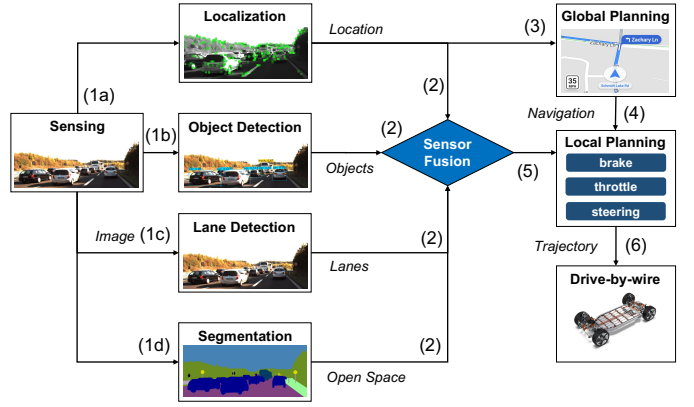 Localization
Location
(3)
Global Planning
Zachary Ln
Zachary Ln
35
(1a)
(2)
Navigation
(4)
Sensing
(1b)
Object Detection
(2)
Objects
Sensor
Fusion
(5)
Local Planning
brake
throttle
steering
Image
(1c)
Lane Detection
(2)
Lanes
Trajectory
(6)
Drive-by-wire
(1d)
Segmentation
(2)
Open Space